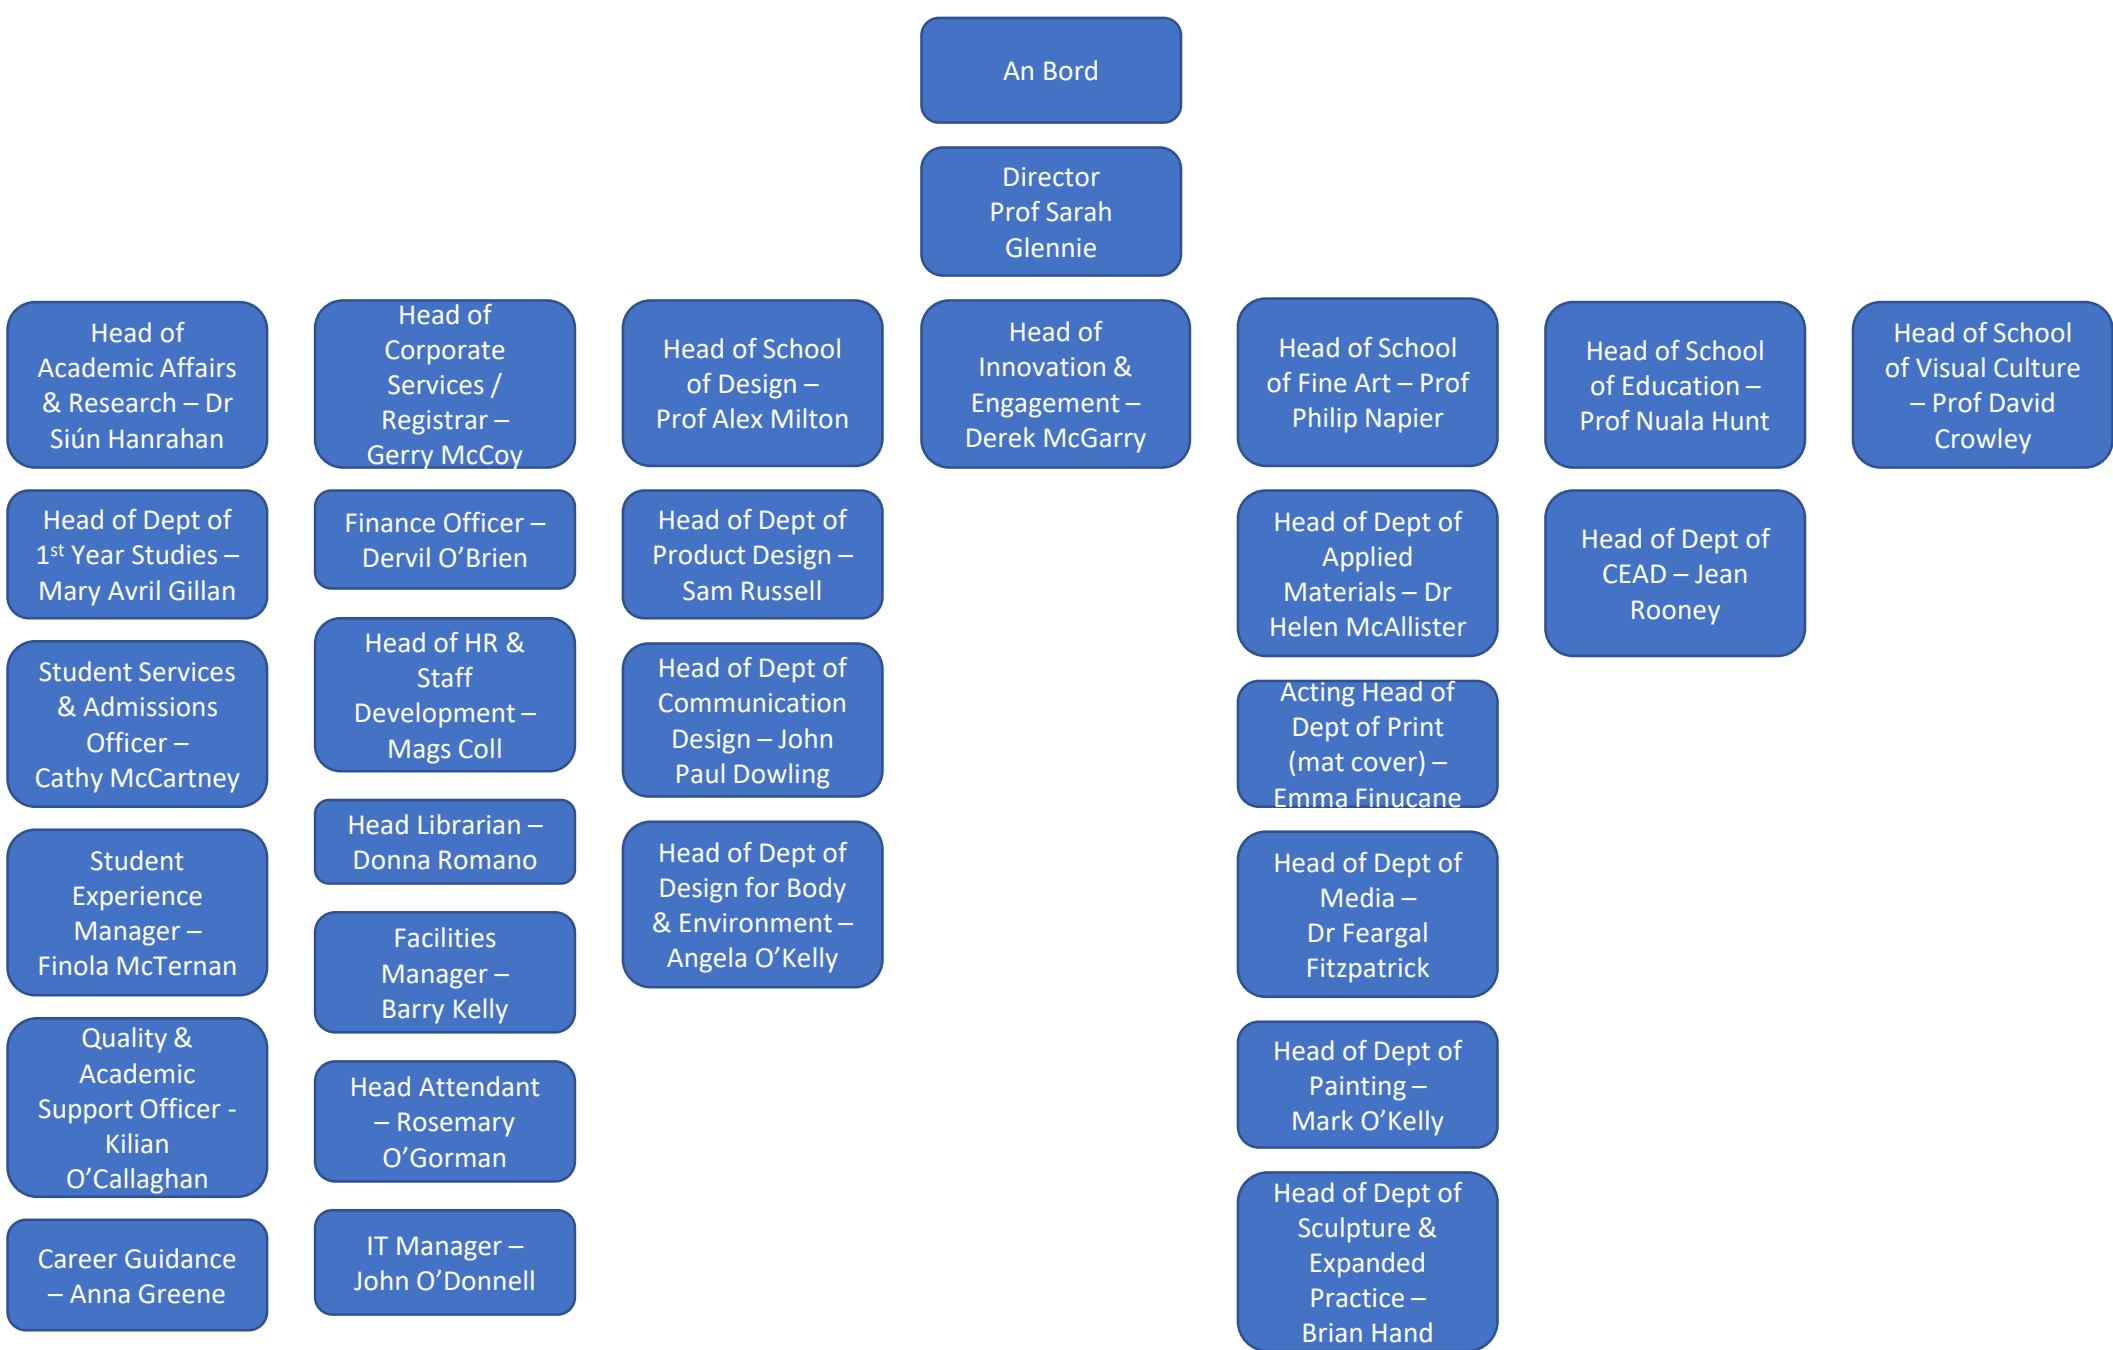 An Bord
Director
Prof Sarah
Glennie
Head of
Academic Affairs
& Research – Dr
Siún Hanrahan
Head of
Corporate
Services /
Registrar –
Gerry McCoy
Head of School
of Design –
Prof Alex Milton
Head of
Innovation &
Engagement –
Derek McGarry
Head of School
of Fine Art – Prof
Philip Napier
Head of School
of Education –
Prof Nuala Hunt
Head of School
of Visual Culture
– Prof David
Crowley
Head of Dept of
1st Year Studies –
Mary Avril Gillan
Student Services
& Admissions
Officer –
Cathy McCartney
Student
Experience
Manager –
Finola McTernan
Quality &
Academic
Support Officer -
Kilian
O’Callaghan
Career Guidance
– Anna Greene
Finance Officer –
Dervil O’Brien
Head of HR &
Staff
Development –
Mags Coll
Head Librarian –
Donna Romano
Facilities
Manager –
Barry Kelly
Head Attendant
– Rosemary
O’Gorman
IT Manager –
John O’Donnell
Head of Dept of
Product Design –
Sam Russell
Head of Dept of
Communication
Design – John
Paul Dowling
Head of Dept of
Design for Body
& Environment –
Angela O’Kelly
Head of Dept of
Applied
Materials – Dr
Helen McAllister
Acting Head of
Dept of Print
(mat cover) –
Emma Finucane
Head of Dept of
Media –
Dr Feargal
Fitzpatrick
Head of Dept of
Painting –
Mark O’Kelly
Head of Dept of
Sculpture &
Expanded
Practice –
Brian Hand
Head of Dept of
CEAD – Jean
Rooney